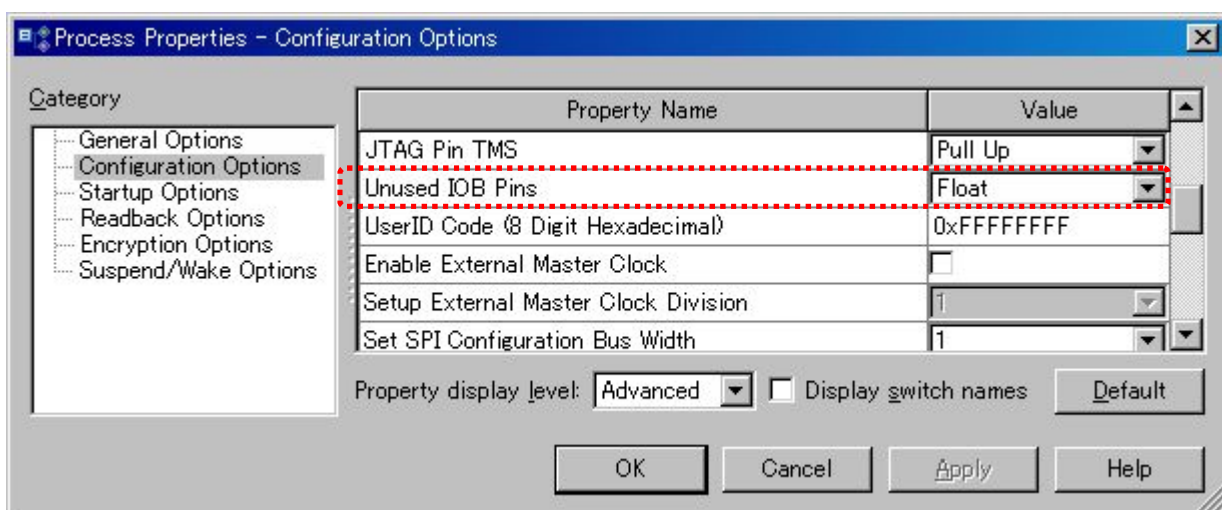 Process Properties - Configuration Options
Category
General Options
Configuration Options
Startup Options
Readback Options
Encryption Options
Suspend/Wake Options
Property Name Value
JTAG Pin TMS Pull Up
Unused IOB Pins Float
UserID Code (8 Digit Hexadecimal) 0xFFFFFFFF
Enable External Master Clock
Setup External Master Clock Division 1
Set SPI Configuration Bus Width 1
Property display level: Advanced Display switch names Default
OK Cancel Apply Help